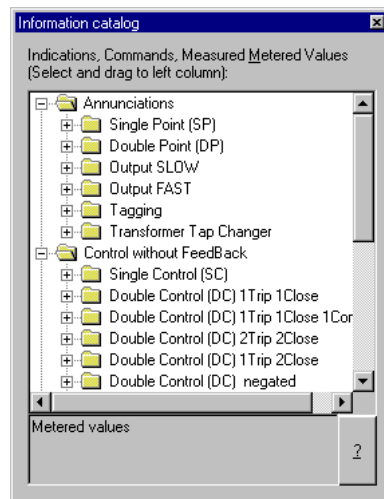 Information catalog
Indications, Commands, Measured Metered Values
(Select and drag to left column):
Annunciations
Single Point (SP)
Double Point (DP)
Output SLOW
Output FAST
Tagging
Transformer Tap Changer
Control without FeedBack
Single Control (SC)
Double Control (DC) 1Trip 1Close
Double Control (DC) 1Trip 1Close 1Cor
Double Control (DC) 2Trip 2Close
Double Control (DC) 1Trip 2Close
Double Control (DC) negated
Metered values
?